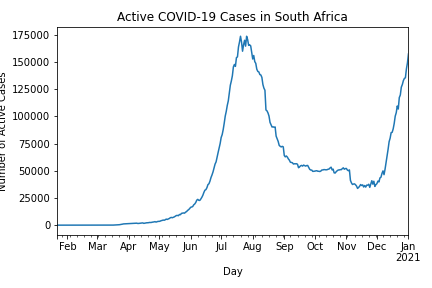 Active COVID-19 Cases in South Africa
175000
150000
125000
100000
75000
50000
25000
0
Number of Active Cases
Feb Mar Apr May Jun Jul Aug Sep Oct Nov Dec Jan
2021
Day